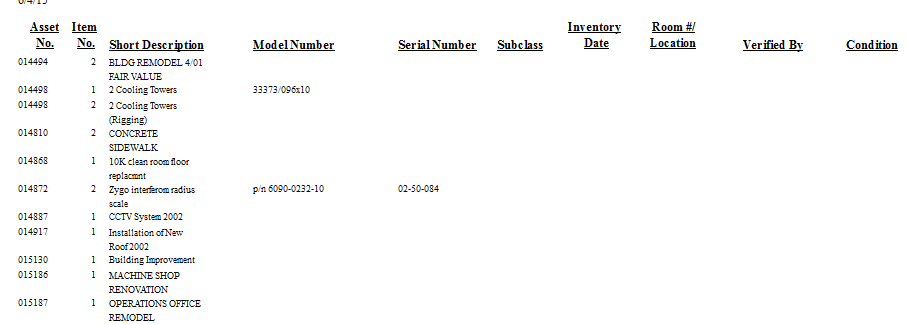 6/4/15
Inventory Room #/
Asset Item
No. No. Short Description Model Number Serial Number Subclass Date Location Verified By Condition
014494 2 BLDG REMODEL 4/01
FAIR VALUE
014498 1 2 Cooling Towers 33373/096x10
014498 2 2 Cooling Towers
(Rigging)
014810 2 CONCRETE
SIDEWALK
014868 1 10K clean room floor
replacmnt
014872 2 Zygo interferom radius p/n 6090-0232-10 02-50-084
scale
014887 1 CCTV System 2002
014917 1 Installation of New
Roof 2002
015130 1 Building Improvement
015186 1 MACHINE SHOP
RENOVATION
015187 1 OPERATIONS OFFICE
REMODEL